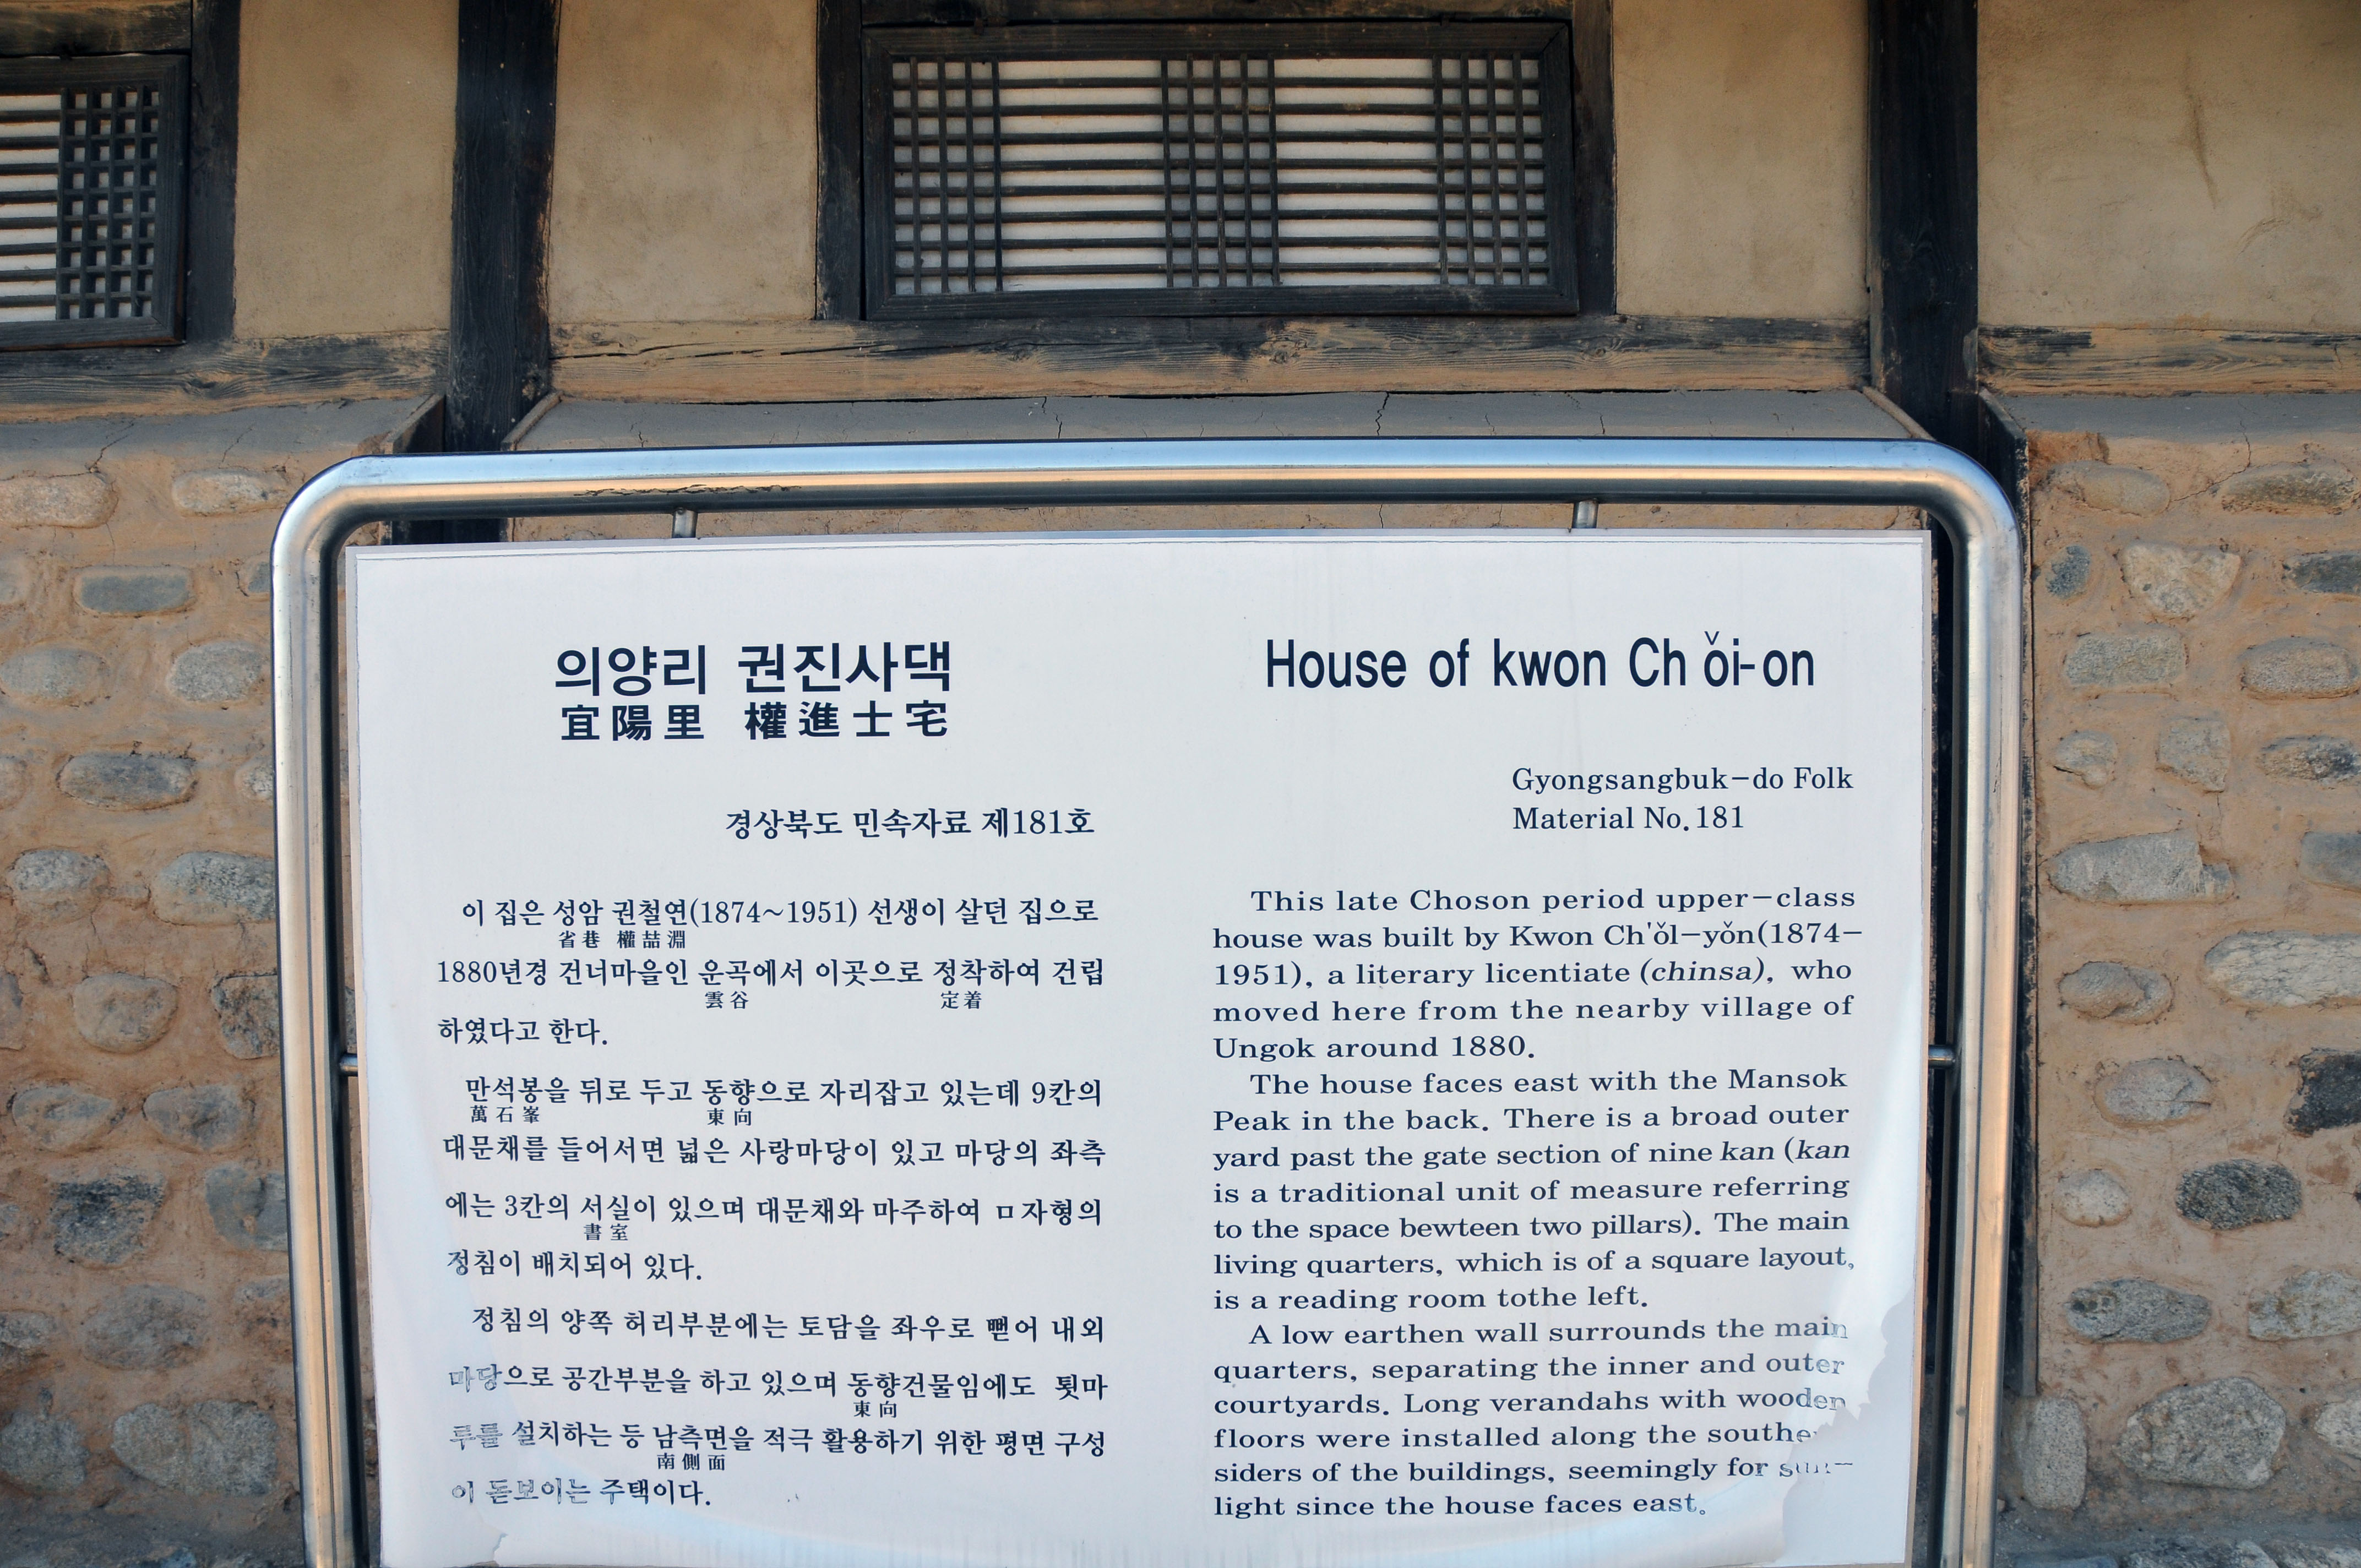 의양리 권진사댁
宜陽里 權進士宅
경상북도 민속자료 제181호
이 집은 성암 권철연(1874~1951) 선생이 살던 집으로
省巷 權喆淵
1880년경 건너마을인 운곡에서 이곳으로 정착하여 건립
雲谷 定着
하였다고 한다.
만석봉을 뒤로 두고 동향으로 자리잡고 있는데 9칸의
萬石峯 東向
대문채를 들어서면 넓은 사랑마당이 있고 마당의 좌측
에는 3칸의 서실이 있으며 대문채와 마주하여 ㅁ자형의
書室
정침이 배치되어 있다.
정침의 양쪽 허리부분에는 토담을 좌우로 뻗어 내외
마당으로 공간부분을 하고 있으며 동향건물임에도 툇마
東向
루를 설치하는 등 남측면을 적극 활용하기 위한 평면 구성
南側面
이 돋보이는 주택이다.
House of kwon Ch ǒi-on
Gyongsangbuk-do Folk
Material No.181
This late Choson period upper-class
house was built by Kwon Ch'ǒl-yǒn(1874-
1951), a literary licentiate (chinsa), who
moved here from the nearby village of
Ungok around 1880.
The house faces east with the Mansok
Peak in the back. There is a broad outer
yard past the gate section of nine kan (kan
is a traditional unit of measure referring
to the space bewteen two pillars). The main
living quarters, which is of a square layout,
is a reading room tothe left.
A low earthen wall surrounds the main
quarters, separating the inner and outer
courtyards. Long verandahs with wooden
floors were installed along the
siders of the buildings, seemingly for
light since the house faces east.